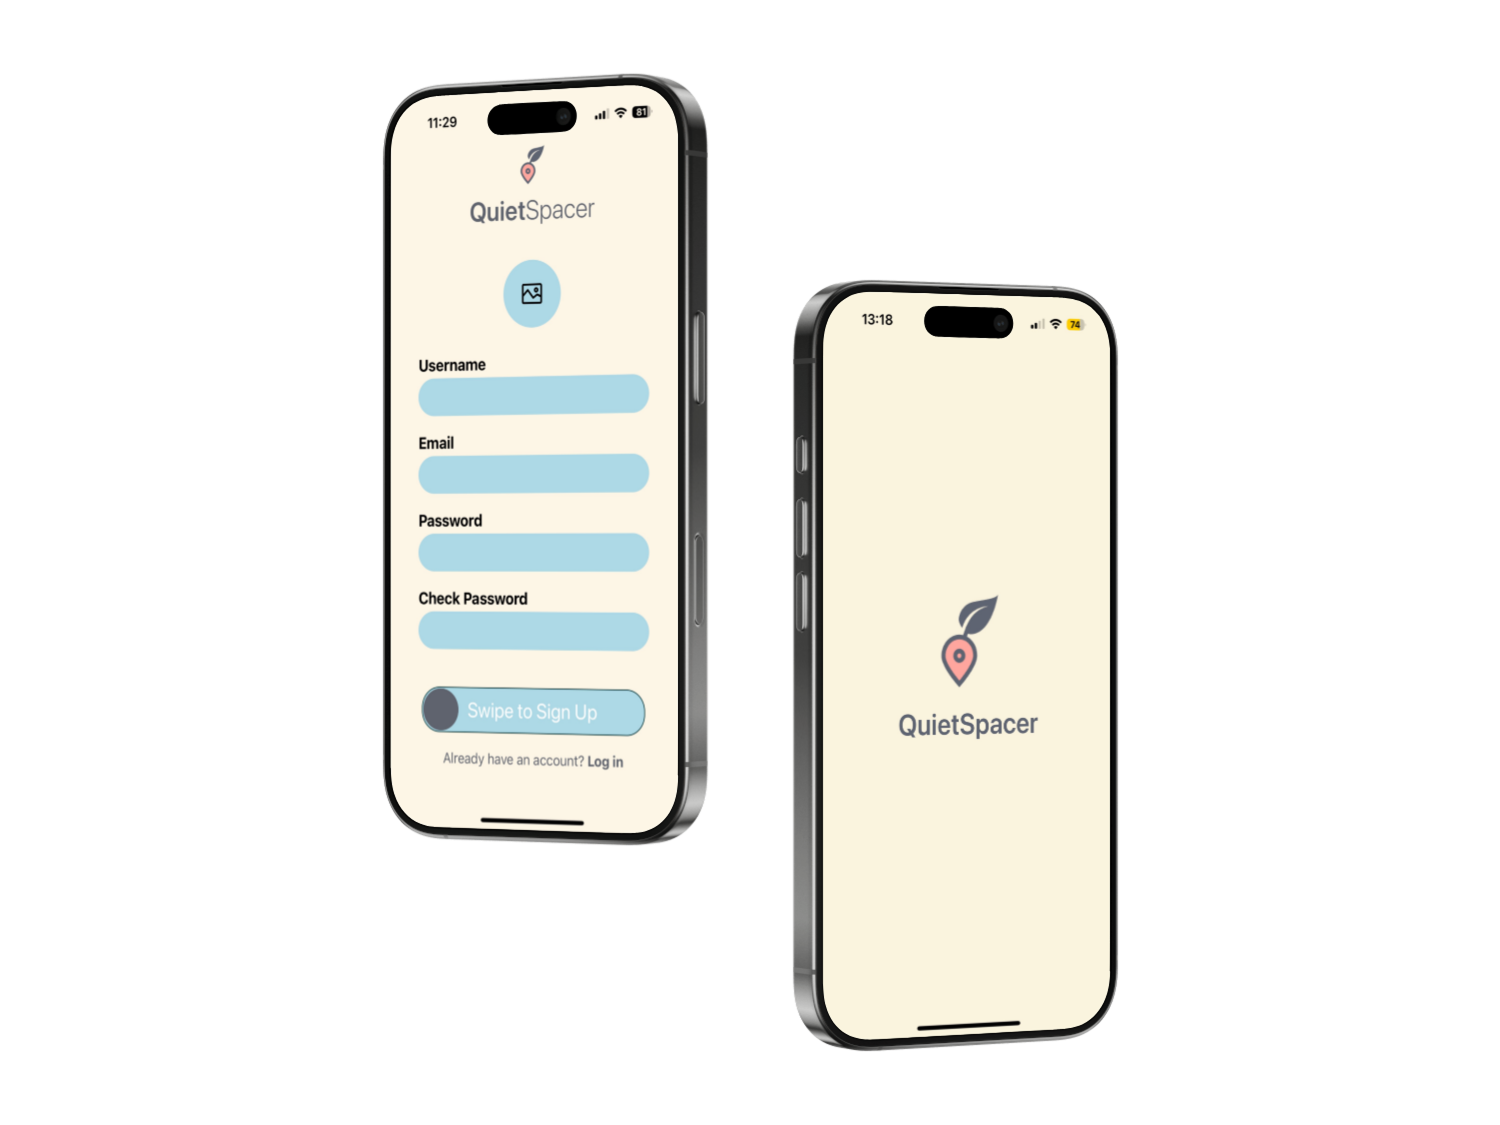 11:29
81
QuietSpacer
Username
Email
Password
Check Password
Swipe to Sign Up
Already have an account? Log in
13:18
74
QuietSpacer